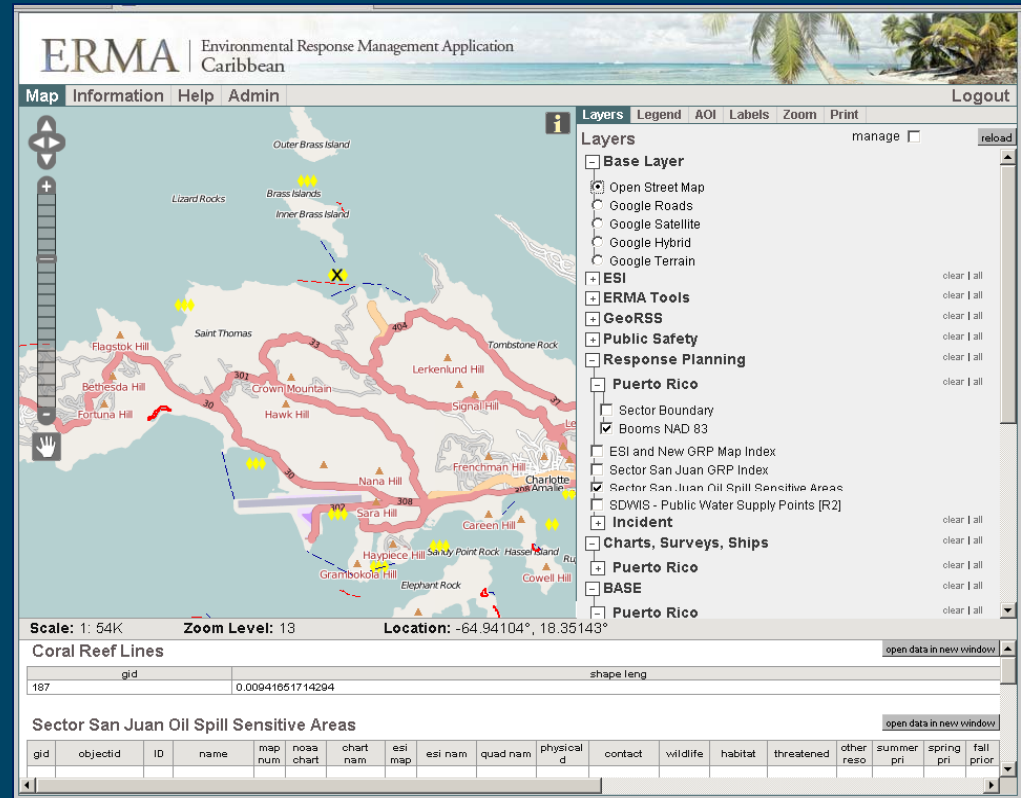 ERMA
Environmental Response Management Application
Caribbean
Map Information Help Admin Logout
Layers Legend AOI Labels Zoom Print
Layers manage reload
Base Layer
Open Street Map
Google Roads
Google Satellite
Google Hybrid
Google Terrain
ESI clear | all
ERMA Tools clear | all
GeoRSS clear | all
Public Safety clear | all
Response Planning clear | all
Puerto Rico clear | all
Sector Boundary
Booms NAD 83
ESI and New GRP Map Index
Sector San Juan GRP Index
Sector San Juan Oil Spill Sensitive Areas
SDWIS - Public Water Supply Points [R2]
Incident clear | all
Charts, Surveys, Ships clear | all
Puerto Rico clear | all
BASE clear | all
Puerto Rico clear | all
i
Outer Brass Island
Lizard Rocks
Brass Islands
Inner Brass Island
X
Saint Thomas
404
33
Tombstone Rock
Flagstok Hill
Lerkenlund Hill
301
Crown Mountain
Bethesda Hill
Fortuna Hill
30
Hawk Hill
Signal Hill
Frenchman Hill
Charlotte
Amalie
Nana Hill
30
308
302
Sara Hill
Careen Hill
Haypiece Hill
Sandy Point Rock
Hassel Island
Grambokola Hill
Elephant Rock
Cowell Hill
Scale: 1: 54K Zoom Level: 13 Location: -64.94104°, 18.35143°
Coral Reef Lines open data in new window
gid shape leng
187 0.00941651714294
Sector San Juan Oil Spill Sensitive Areas open data in new window
gid objectid ID name map num noaa chart chart nam esi map esi nam quad nam physical d contact wildlife habitat threatened other reso summer pri spring pri fall prior